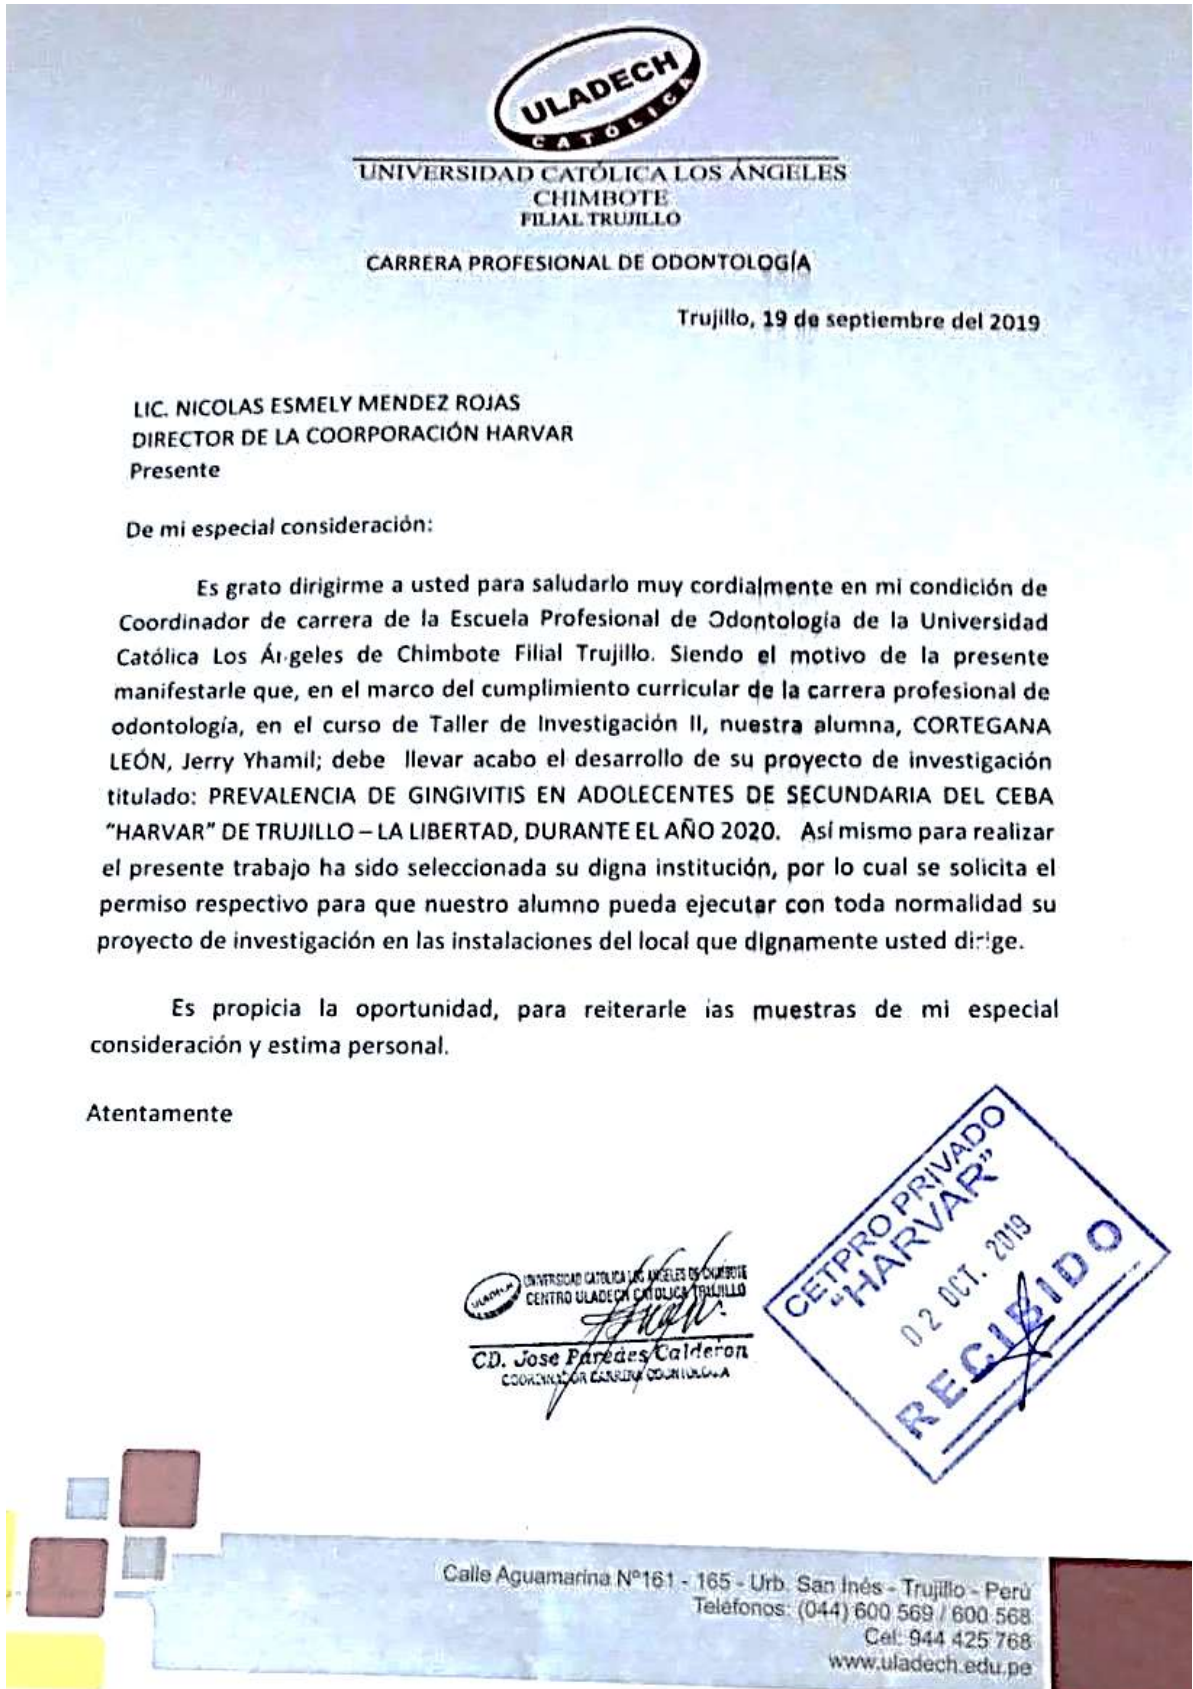 ULADECH
CATÓLICA
UNIVERSIDAD CATÓLICA LOS ÁNGELES
CHIMBOTE
FILIAL TRUJILLO
CARRERA PROFESIONAL DE ODONTOLOGÍA
Trujillo, 19 de septiembre del 2019
LIC. NICOLAS ESMELY MENDEZ ROJAS
DIRECTOR DE LA COORPORACIÓN HARVAR
Presente
De mi especial consideración:
Es grato dirigirme a usted para saludarlo muy cordialmente en mi condición de
Coordinador de carrera de la Escuela Profesional de Odontología de la Universidad
Católica Los Ángeles de Chimbote Filial Trujillo. Siendo el motivo de la presente
manifestarle que, en el marco del cumplimiento curricular de la carrera profesional de
odontología, en el curso de Taller de Investigación II, nuestra alumna, CORTEGANA
LEÓN, Jerry Yhamil; debe llevar acabo el desarrollo de su proyecto de investigación
titulado: PREVALENCIA DE GINGIVITIS EN ADOLECENTES DE SECUNDARIA DEL CEBA
"HARVAR" DE TRUJILLO – LA LIBERTAD, DURANTE EL AÑO 2020. Así mismo para realizar
el presente trabajo ha sido seleccionada su digna institución, por lo cual se solicita el
permiso respectivo para que nuestro alumno pueda ejecutar con toda normalidad su
proyecto de investigación en las instalaciones del local que dignamente usted dirige.
Es propicia la oportunidad, para reiterarle las muestras de mi especial
consideración y estima personal.
Atentamente
CETPRO PRIVADO
"HARVAR"
02 OCT. 2019
RECIBIDO
ULADECH
UNIVERSIDAD CATOLICA LOS ANGELES DE CHIMBOTE
CENTRO ULADECH CATOLICA TRUJILLO
CD. Jose Paredes Calderon
COORDINADOR CARRERA ODONTOLOGIA
Calle Aguamarina N°161 - 165 - Urb. San Inés - Trujillo - Perú
Teléfonos: (044) 600 569 / 600 568
Cel: 944 425 768
www.uladech.edu.pe